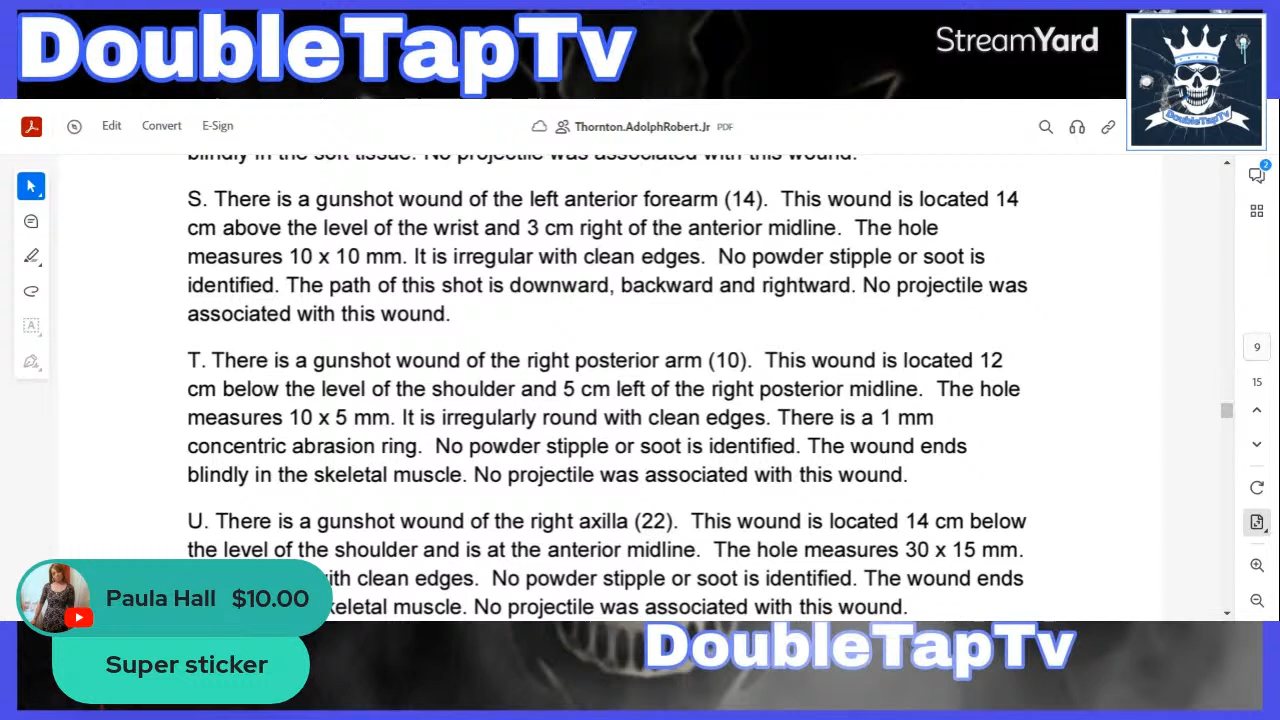 DoubleTapTv
StreamYard
DoubleTapTv
Edit Convert E-Sign
Thornton.AdolphRobert.Jr PDF
2
blindly in the soft tissue. No projectile was associated with this wound.
S. There is a gunshot wound of the left anterior forearm (14). This wound is located 14
cm above the level of the wrist and 3 cm right of the anterior midline. The hole
measures 10 x 10 mm. It is irregular with clean edges. No powder stipple or soot is
identified. The path of this shot is downward, backward and rightward. No projectile was
associated with this wound.
T. There is a gunshot wound of the right posterior arm (10). This wound is located 12
cm below the level of the shoulder and 5 cm left of the right posterior midline. The hole
measures 10 x 5 mm. It is irregularly round with clean edges. There is a 1 mm
concentric abrasion ring. No powder stipple or soot is identified. The wound ends
blindly in the skeletal muscle. No projectile was associated with this wound.
U. There is a gunshot wound of the right axilla (22). This wound is located 14 cm below
the level of the shoulder and is at the anterior midline. The hole measures 30 x 15 mm.
with clean edges. No powder stipple or soot is identified. The wound ends
skeletal muscle. No projectile was associated with this wound.
9
15
Paula Hall $10.00
Super sticker
DoubleTapTv